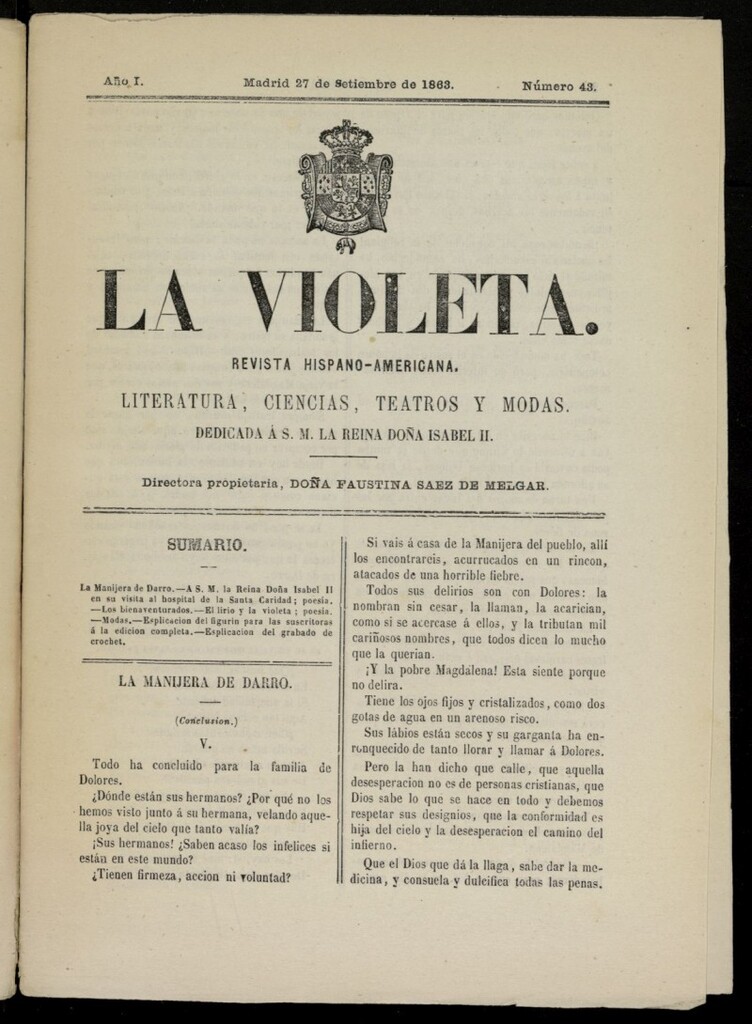 Año I.
Madrid 27 de Setiembre de 1863.
Número 43.
LA VIOLETA.
REVISTA HISPANO-AMERICANA.
LITERATURA, CIENCIAS, TEATROS Y MODAS.
DEDICADA Á S. M. LA REINA DOÑA ISABEL II.
Directora propietaria, DOÑA FAUSTINA SAEZ DE MELGAR.
SUMARIO.
La Manijera de Darro.—A S. M. la Reina Doña Isabel II
en su visita al hospital de la Santa Caridad; poesía.
—Los bienaventurados.—El lirio y la violeta; poesia.
—Modas.—Esplicacion del figurin para las suscritoras
á la edicion completa.—Esplicacion del grabado de
crochet.
LA MANIJERA DE DARRO.
(Conclusion.)
V.
Todo ha concluido para la familia de
Dolores.
¿Dónde están sus hermanos? ¿Por qué no los
hemos visto junto á su hermana, velando aque-
lla joya del cielo que tanto valía?
¡Sus hermanos! ¿Saben acaso los infelices si
están en este mundo?
¿Tienen firmeza, accion ni voluntad?
Si vais á casa de la Manijera del pueblo, allí
los encontrareis, acurrucados en un rincon,
atacados de una horrible fiebre.
Todos sus delirios son con Dolores: la
nombran sin cesar, la llaman, la acarician,
como si se acercase á ellos, y la tributan mil
cariñosos nombres, que todos dicen lo mucho
que la querian.
¡Y la pobre Magdalena! Esta siente porque
no delira.
Tiene los ojos fijos y cristalizados, como dos
gotas de agua en un arenoso risco.
Sus lábios están secos y su garganta ha en-
ronquecido de tanto llorar y llamar á Dolores.
Pero la han dicho que calle, que aquella
desesperacion no es de personas cristianas, que
Dios sabe lo que se hace en todo y debemos
respetar sus designios, que la conformidad es
hija del cielo y la desesperacion el camino del
infierno.
Que el Dios que dá la llaga, sabe dar la me-
dicina, y consuela y dulcifica todas las penas.